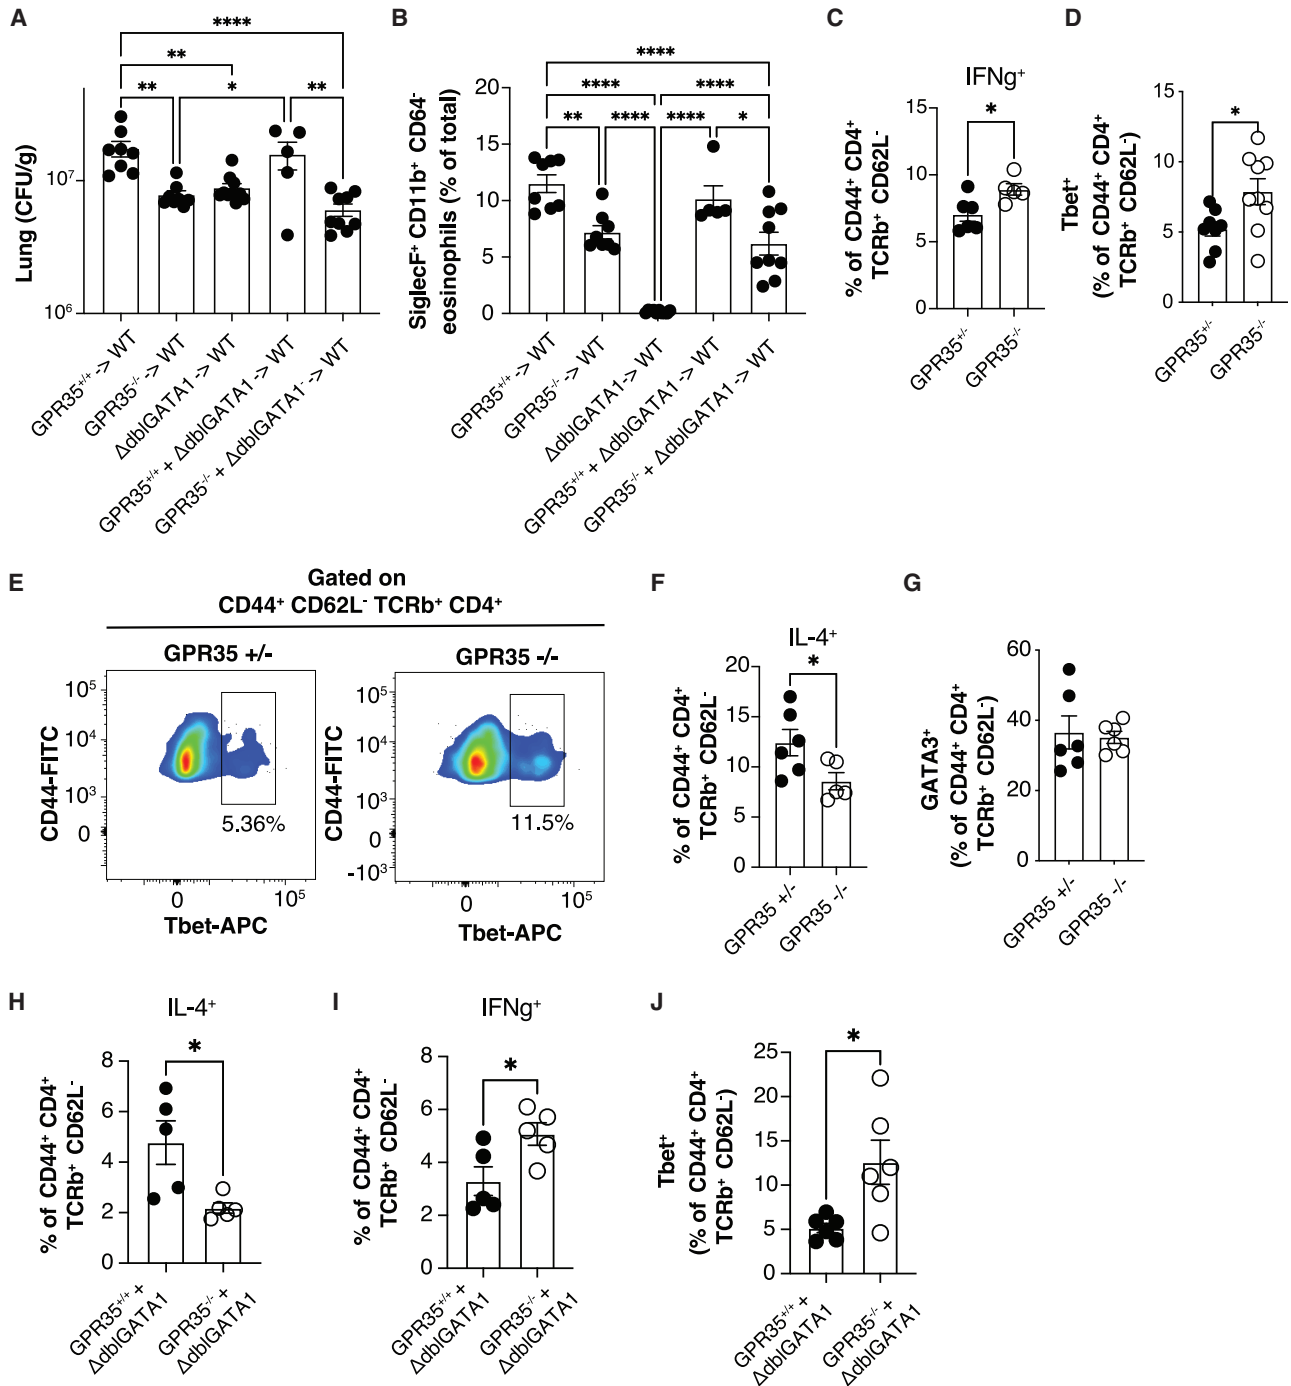 A
B
C
D
****
**
**
*
**
Lung (CFU/g)
10⁷
10⁶
GPR35+/+ -> WT
GPR35-/- -> WT
ΔdblGATA1 -> WT
GPR35+/+ + ΔdblGATA1 -> WT
GPR35-/- + ΔdblGATA1- -> WT
****
****
****
**
****
****
*
SiglecF+ CD11b+ CD64-
eosinophils (% of total)
20
15
10
5
0
GPR35+/+ -> WT
GPR35-/- -> WT
ΔdblGATA1 -> WT
GPR35+/+ + ΔdblGATA1 -> WT
GPR35-/- + ΔdblGATA1 -> WT
IFNg+
*
% of CD44+ CD4+
TCRb+ CD62L-
15
10
5
0
GPR35+/-
GPR35-/-
*
Tbet+
(% of CD44+ CD4+
TCRb+ CD62L-)
15
10
5
0
GPR35+/-
GPR35-/-
E
Gated on
CD44+ CD62L- TCRb+ CD4+
GPR35 +/-
GPR35 -/-
CD44-FITC
10⁵
10⁴
10³
0
5.36%
0
10⁵
Tbet-APC
CD44-FITC
10⁵
10⁴
10³
0
-10³
11.5%
0
10⁵
Tbet-APC
F
IL-4+
*
% of CD44+ CD4+
TCRb+ CD62L-
20
15
10
5
0
GPR35 +/-
GPR35 -/-
G
GATA3+
(% of CD44+ CD4+
TCRb+ CD62L-)
60
40
20
0
GPR35 +/-
GPR35 -/-
H
IL-4+
*
% of CD44+ CD4+
TCRb+ CD62L-
8
6
4
2
0
GPR35+/+ +
ΔdblGATA1
GPR35-/- +
ΔdblGATA1
I
IFNg+
*
% of CD44+ CD4+
TCRb+ CD62L-
8
6
4
2
0
GPR35+/+ +
ΔdblGATA1
GPR35-/- +
ΔdblGATA1
J
*
Tbet+
(% of CD44+ CD4+
TCRb+ CD62L-)
25
20
15
10
5
0
GPR35+/+ +
ΔdblGATA1
GPR35-/- +
ΔdblGATA1